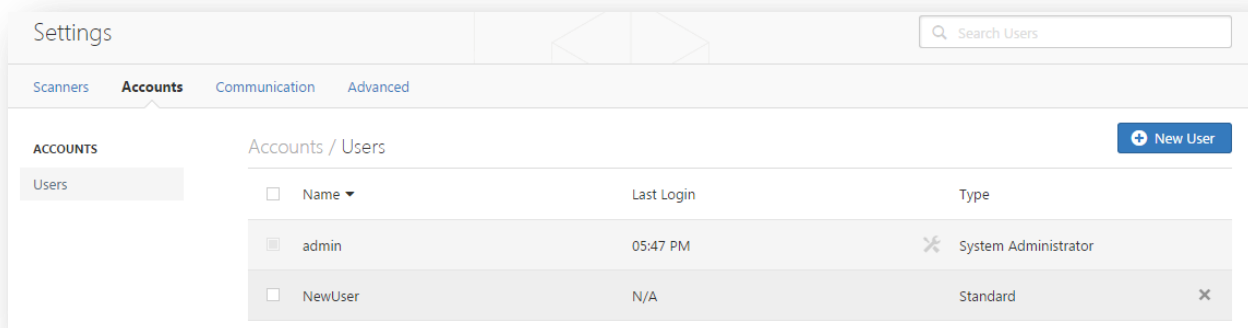 Settings
Search Users
Scanners Accounts Communication Advanced
ACCOUNTS
Users
Accounts / Users
New User
Name Last Login Type
admin 05:47 PM System Administrator
NewUser N/A Standard